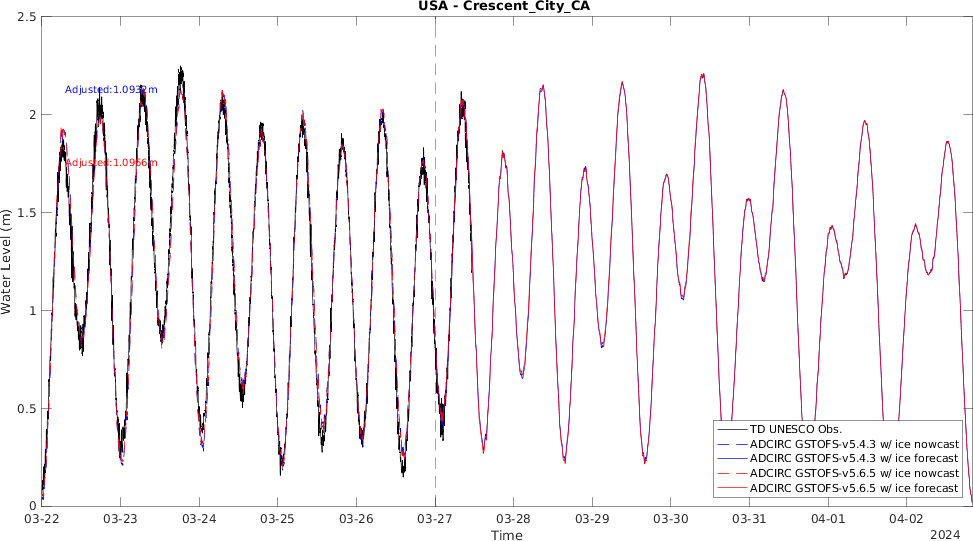 USA - Crescent_City_CA
2.5
2
1.5
1
0.5
0
Water Level (m)
Adjusted:1.0932m
Adjusted:1.0966m
TD UNESCO Obs.
ADCIRC GSTOFS-v5.4.3 w/ ice nowcast
ADCIRC GSTOFS-v5.4.3 w/ ice forecast
ADCIRC GSTOFS-v5.6.5 w/ ice nowcast
ADCIRC GSTOFS-v5.6.5 w/ ice forecast
03-22 03-23 03-24 03-25 03-26 03-27 03-28 03-29 03-30 03-31 04-01 04-02
Time
2024